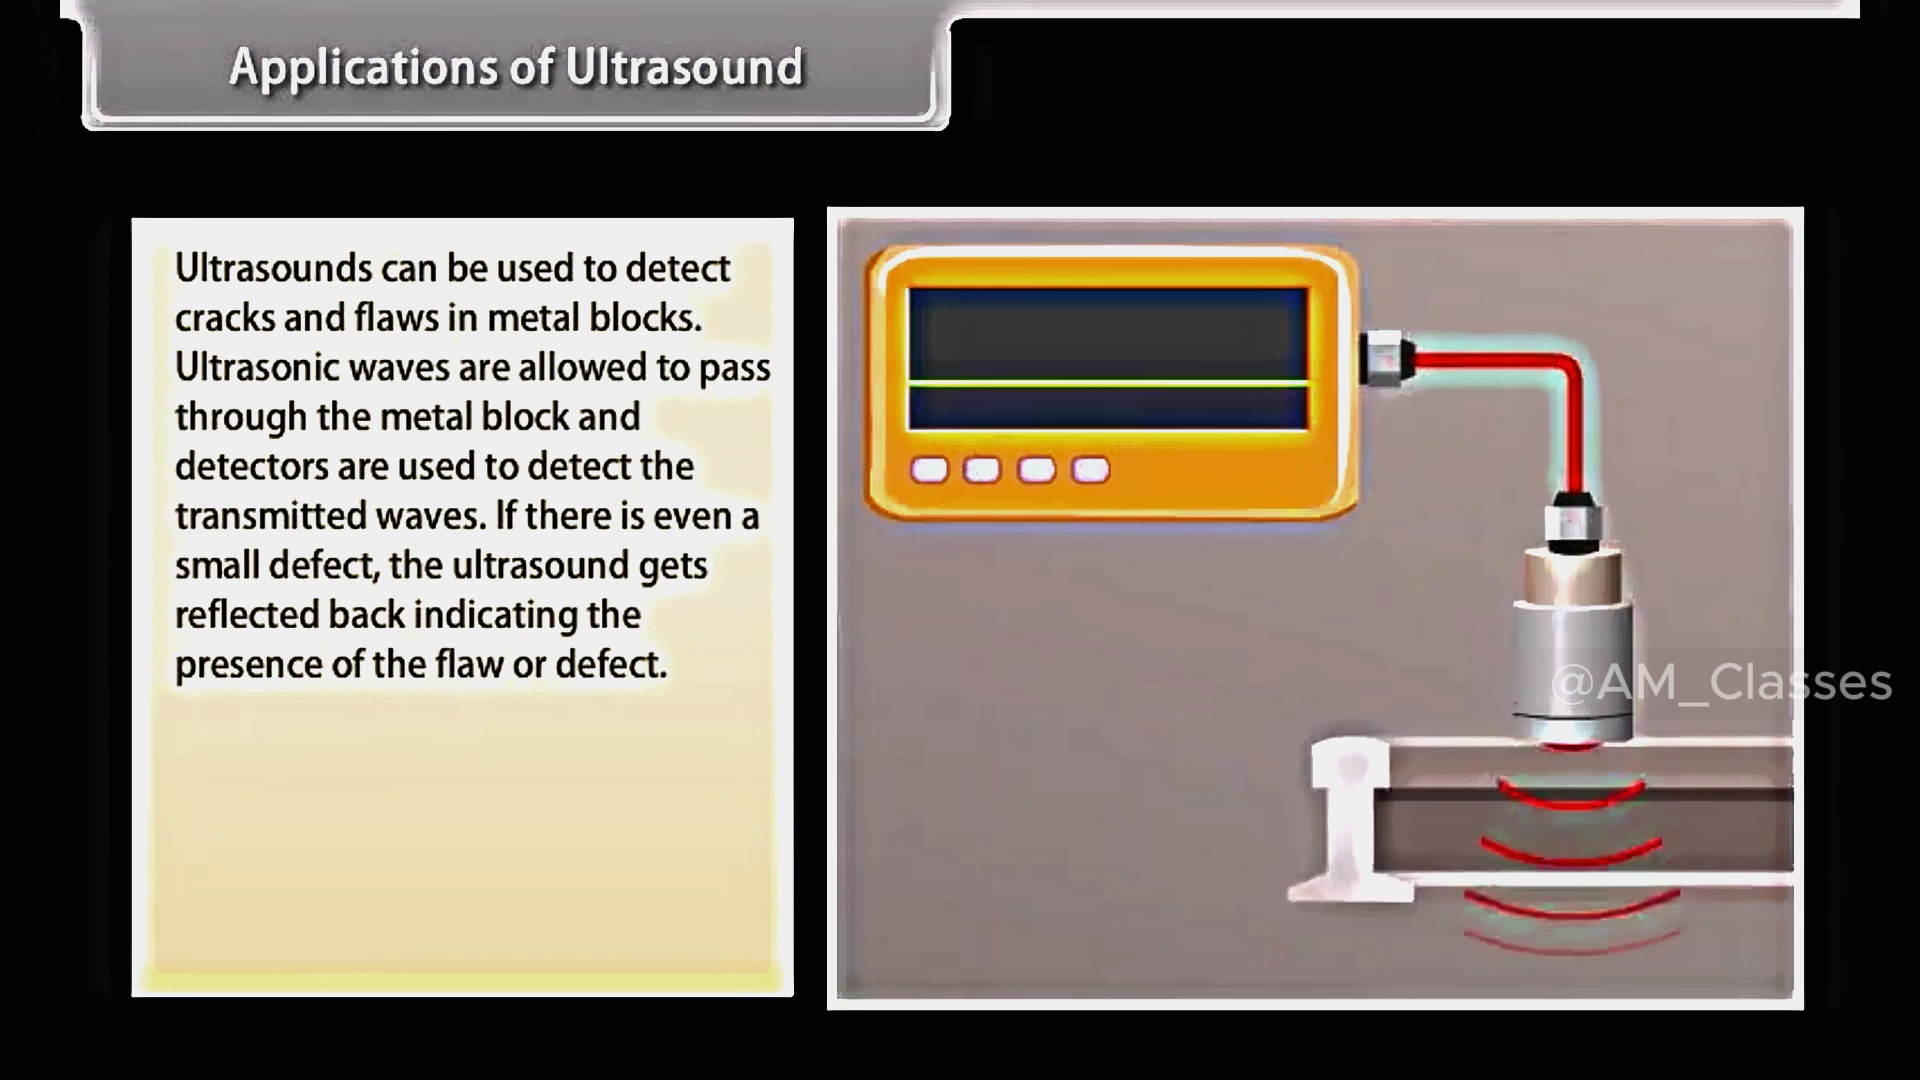 Applications of Ultrasound
Ultrasounds can be used to detect
cracks and flaws in metal blocks.
Ultrasonic waves are allowed to pass
through the metal block and
detectors are used to detect the
transmitted waves. If there is even a
small defect, the ultrasound gets
reflected back indicating the
presence of the flaw or defect.
@AM_Classes